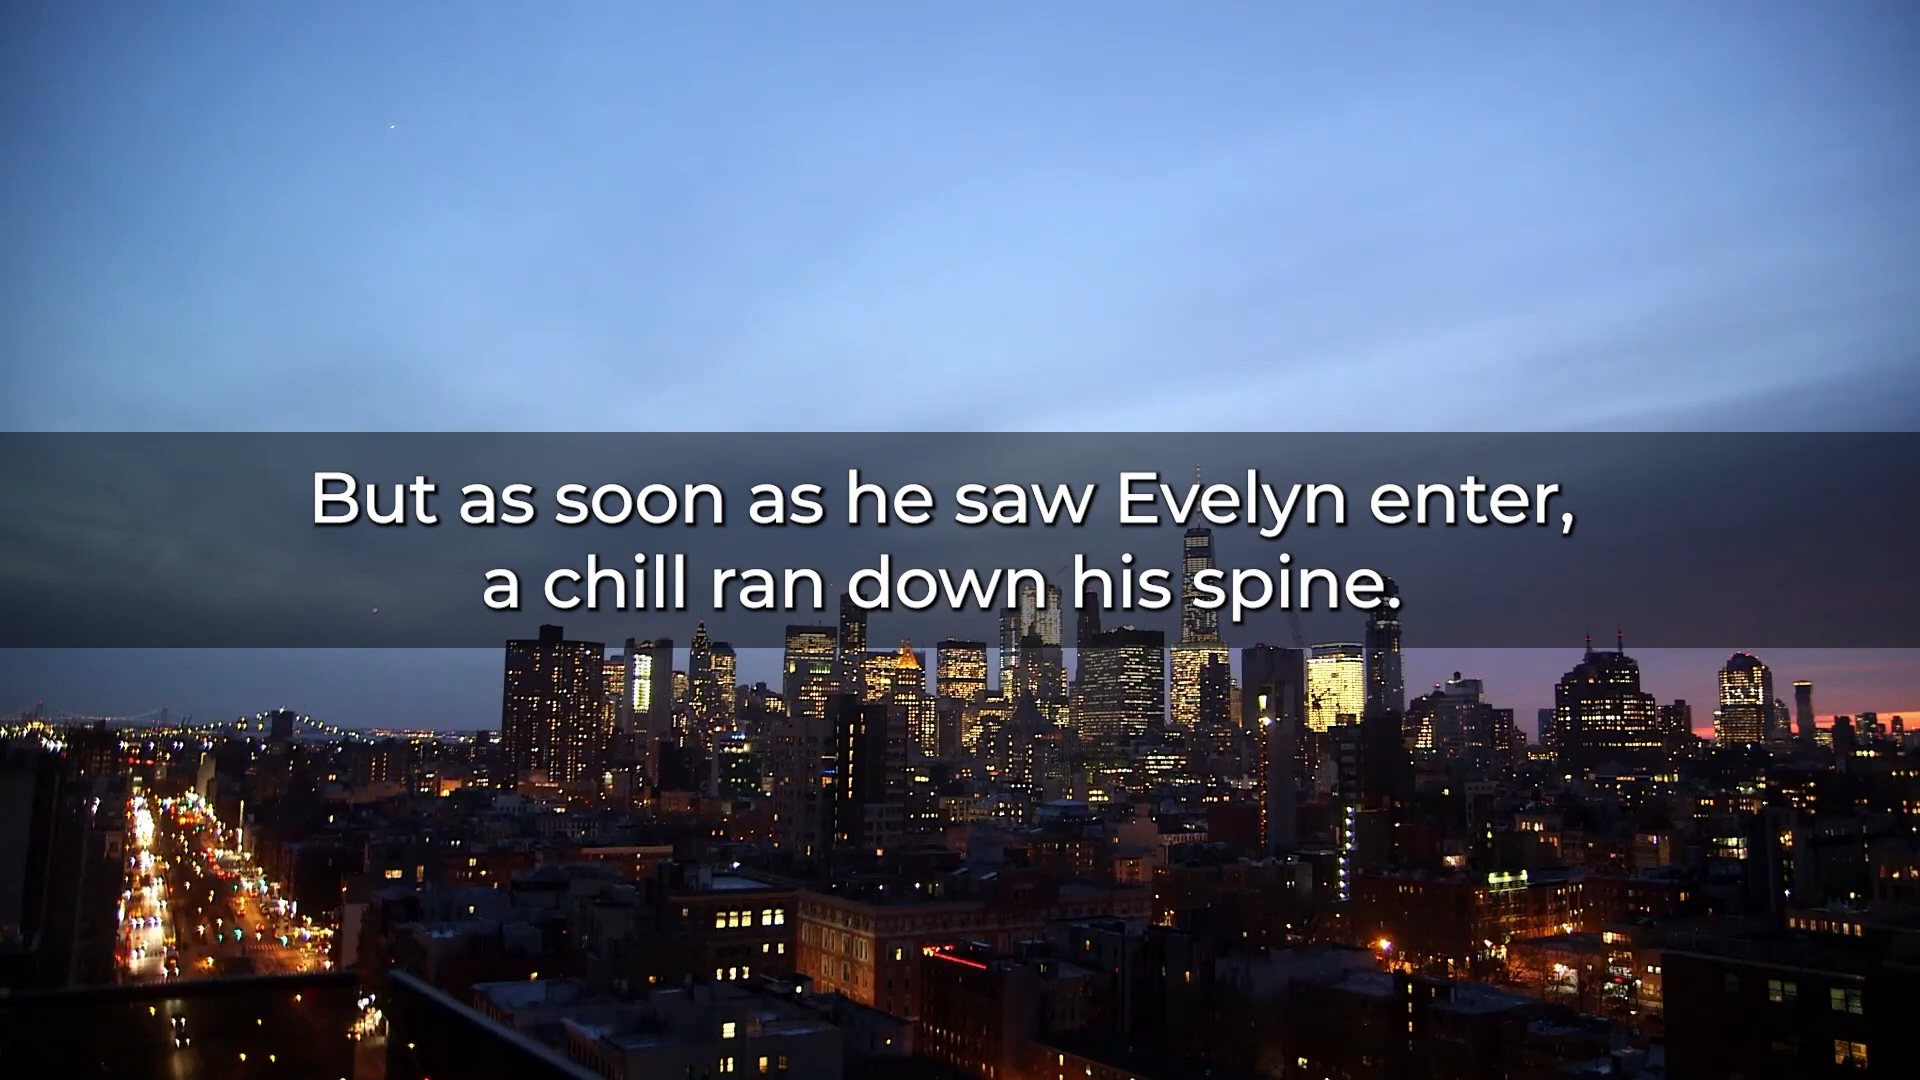 But as soon as he saw Evelyn enter,
a chill ran down his spine.